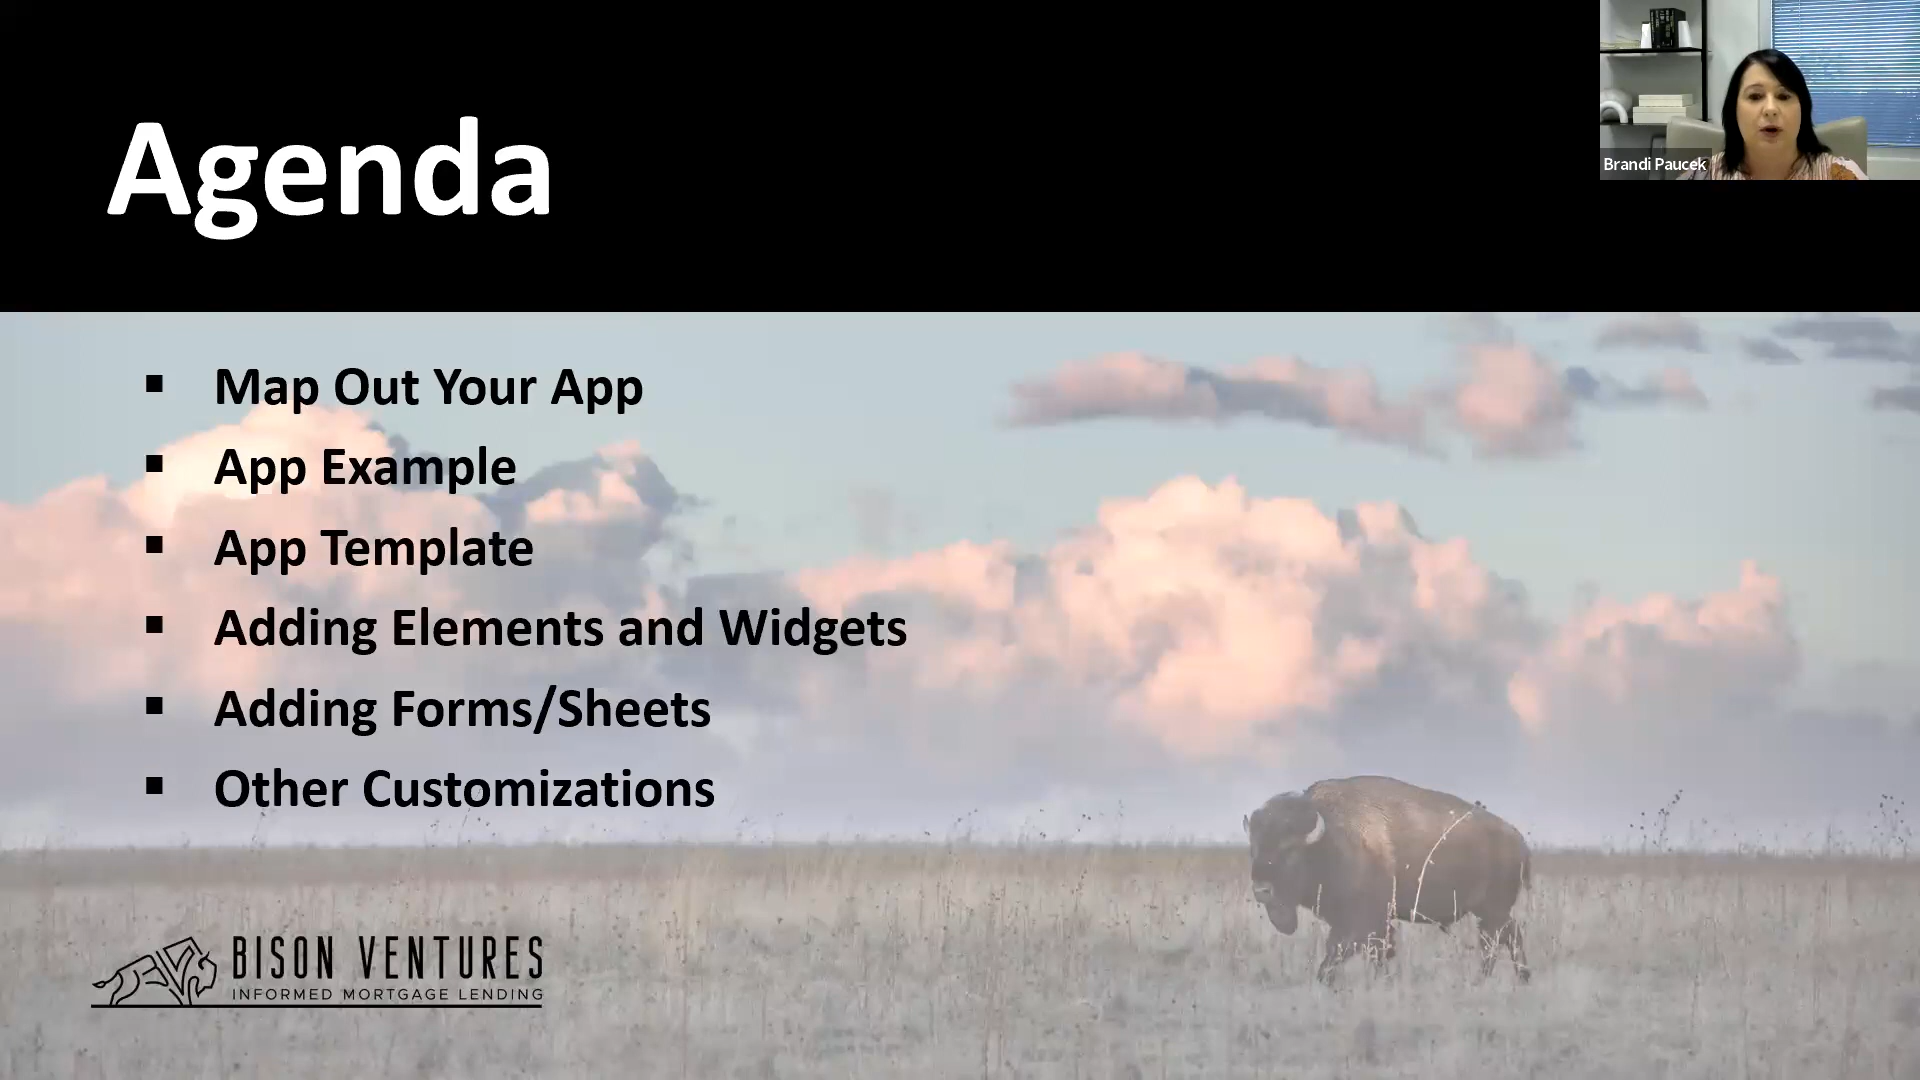 Agenda
Brandi Paucek
▪ Map Out Your App
▪ App Example
▪ App Template
▪ Adding Elements and Widgets
▪ Adding Forms/Sheets
▪ Other Customizations
BISON VENTURES
INFORMED MORTGAGE LENDING